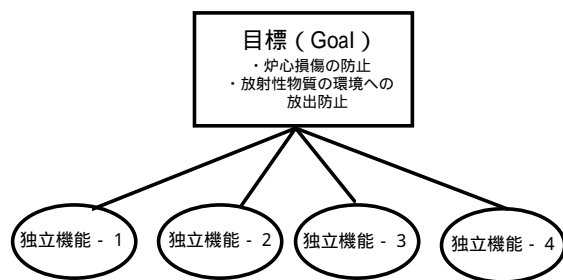 目標（Goal）
・炉心損傷の防止
・放射性物質の環境への
放出防止
独立機能 - 1
独立機能 - 2
独立機能 - 3
独立機能 - 4